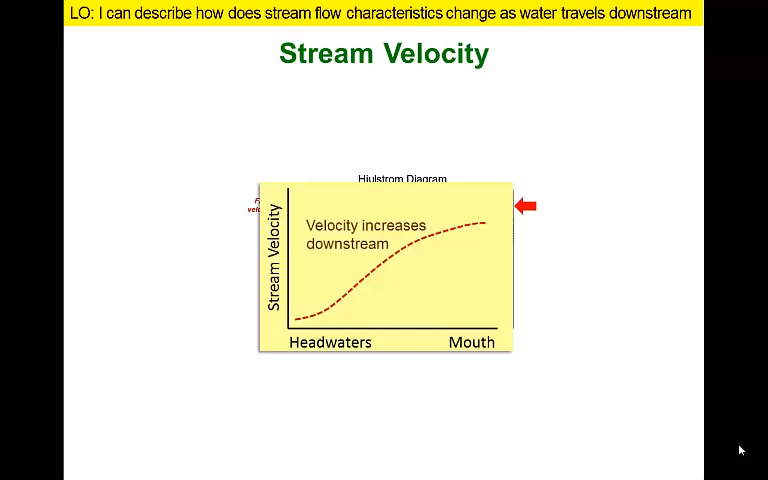 LO: I can describe how does stream flow characteristics change as water travels downstream
Stream Velocity
Hjulstrom Diagram
Stream Velocity
Velocity increases
downstream
Headwaters
Mouth